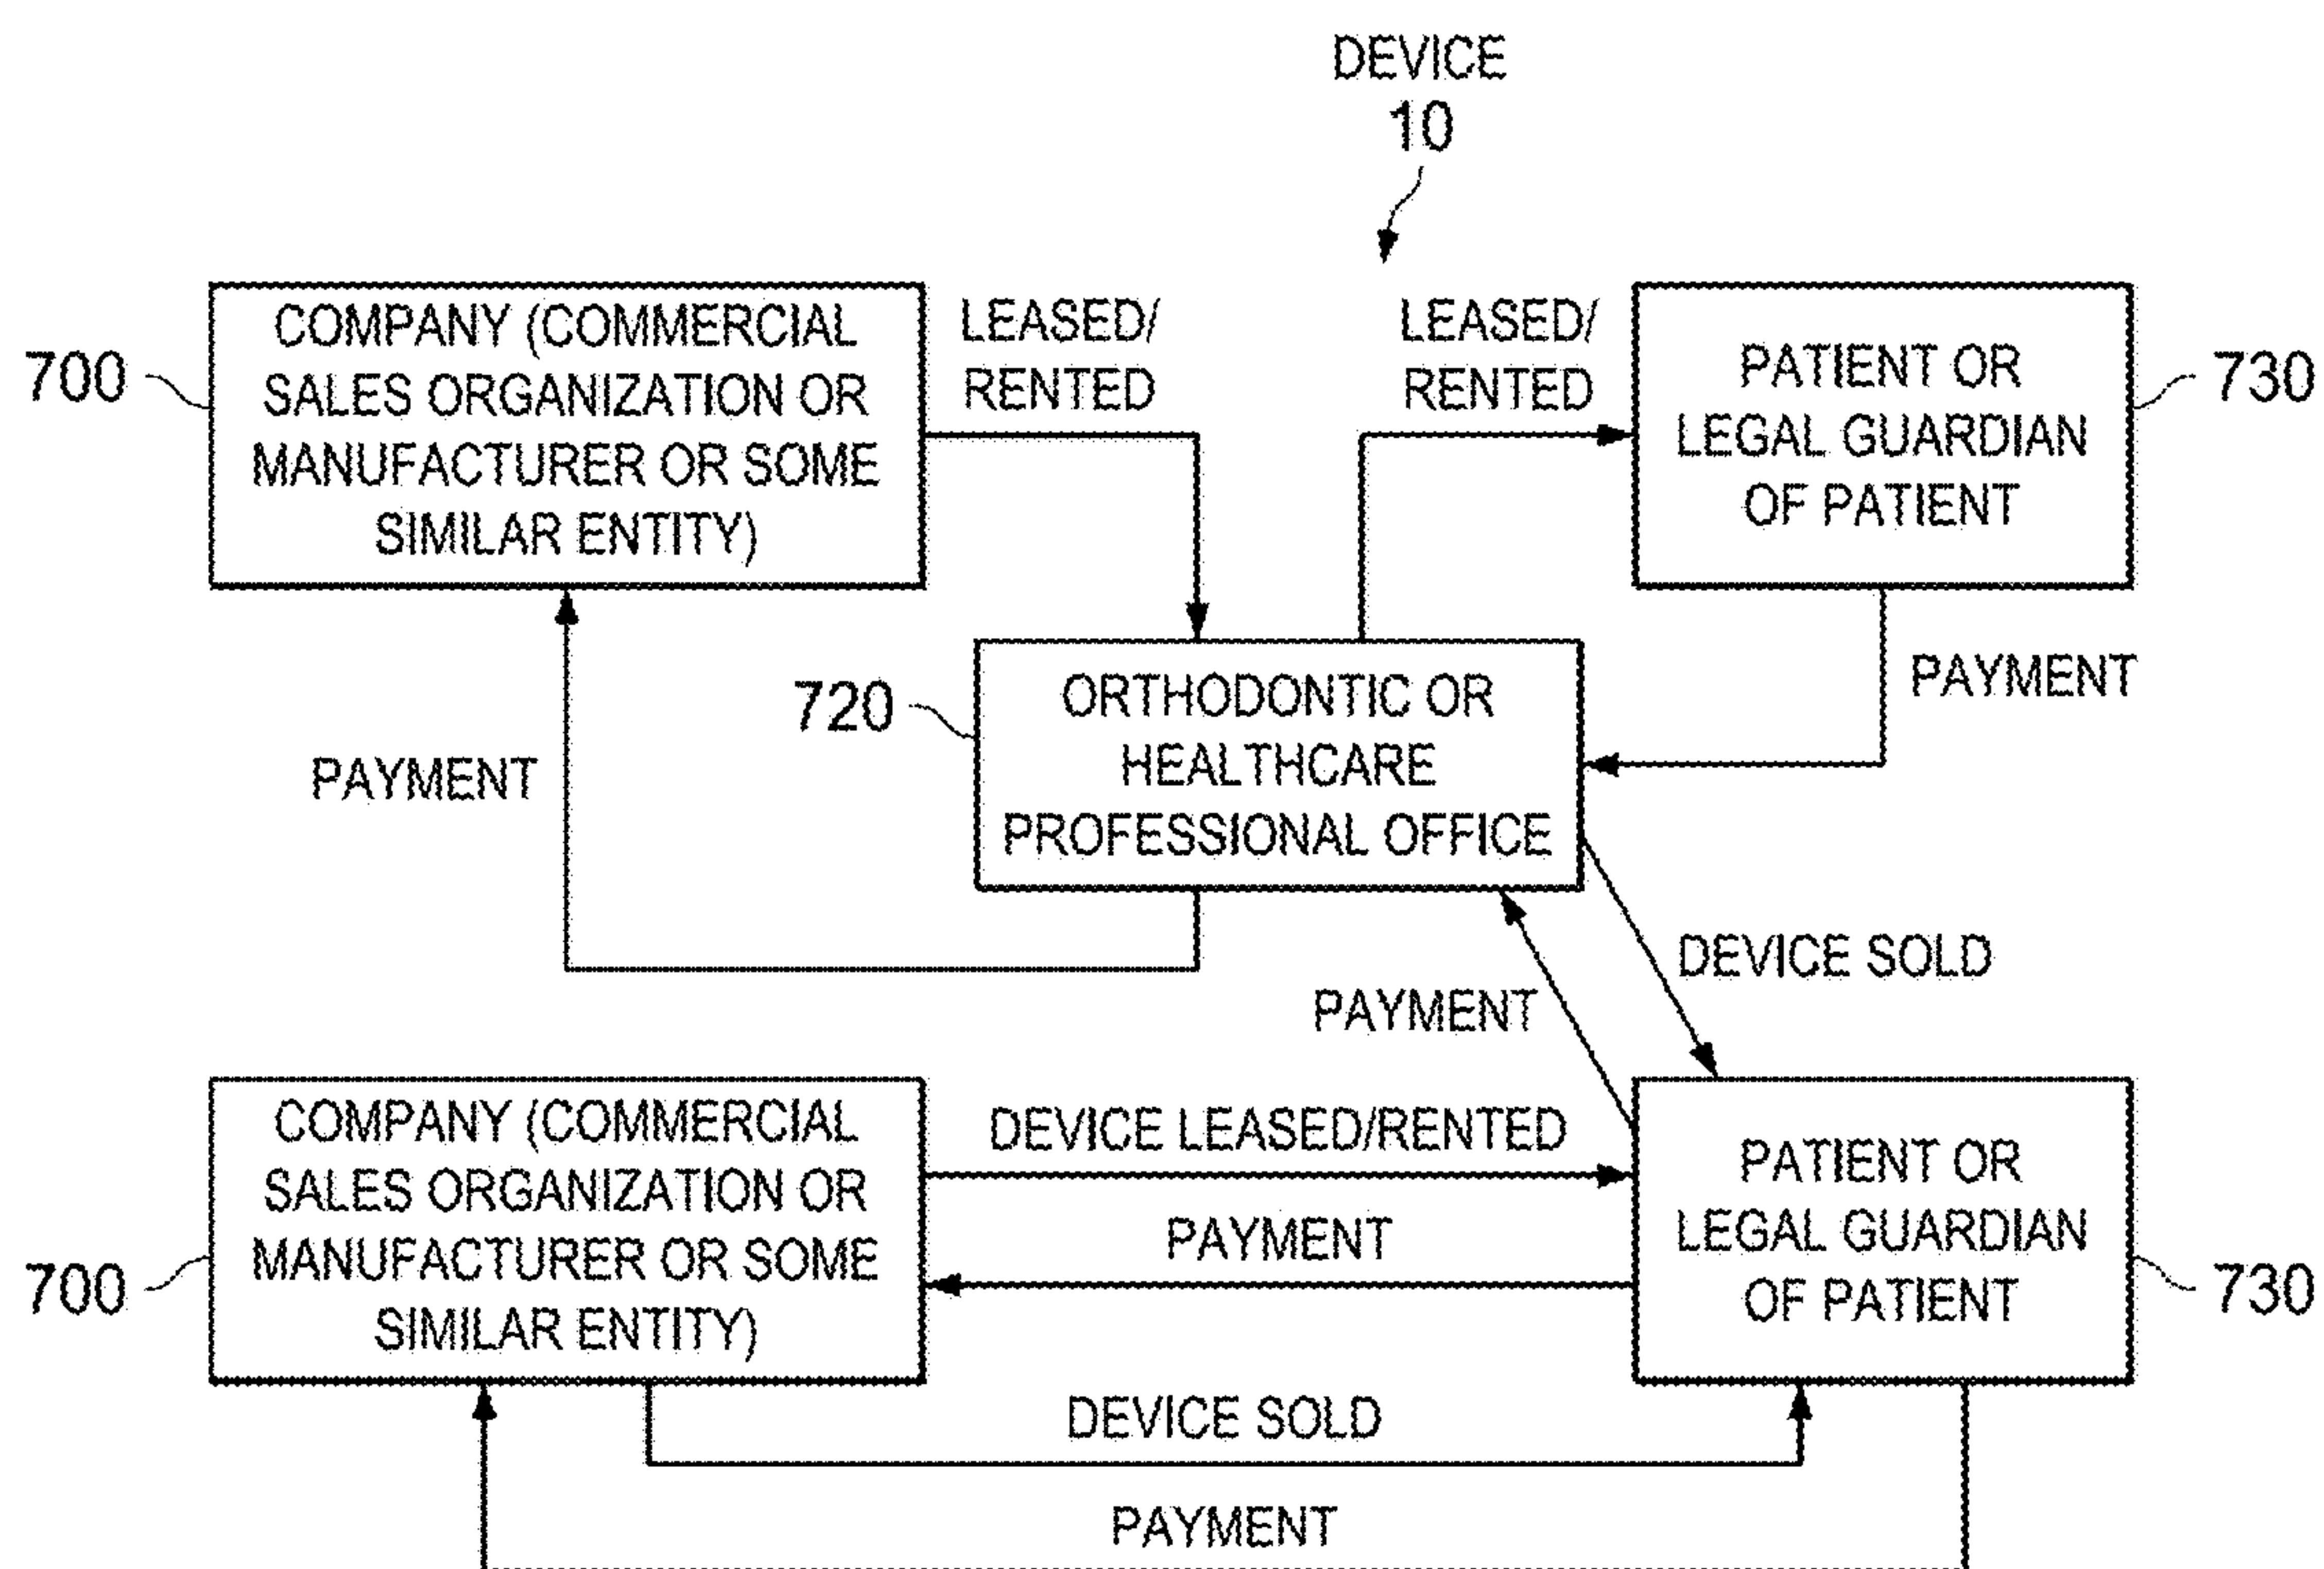 DEVICE
10
COMPANY (COMMERCIAL
SALES ORGANIZATION OR
MANUFACTURER OR SOME
SIMILAR ENTITY)
700
LEASED/
RENTED
LEASED/
RENTED
PATIENT OR
LEGAL GUARDIAN
OF PATIENT
730
PAYMENT
720
ORTHODONTIC OR
HEALTHCARE
PROFESSIONAL OFFICE
PAYMENT
DEVICE SOLD
PAYMENT
COMPANY (COMMERCIAL
SALES ORGANIZATION OR
MANUFACTURER OR SOME
SIMILAR ENTITY)
700
DEVICE LEASED/RENTED
PAYMENT
PATIENT OR
LEGAL GUARDIAN
OF PATIENT
730
DEVICE SOLD
PAYMENT